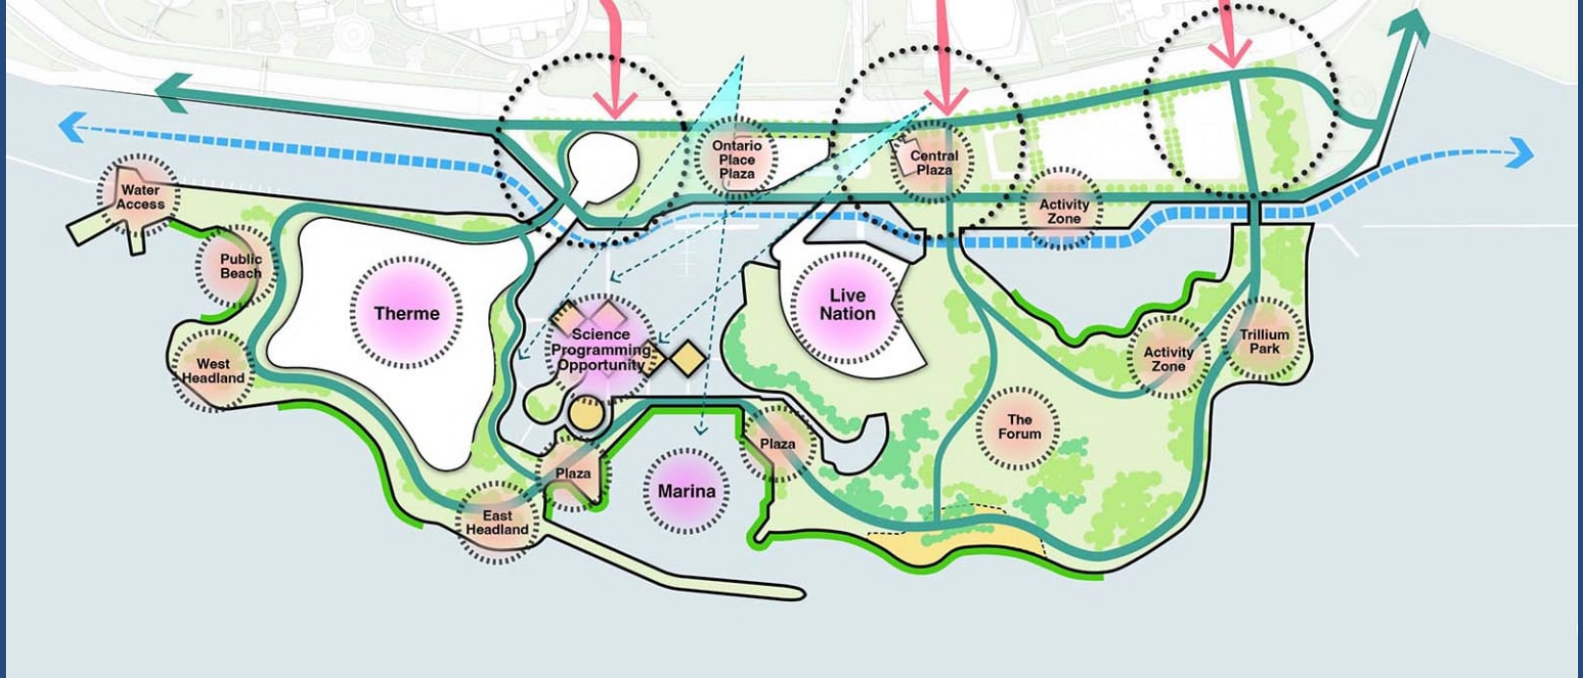 Ontario
Place
Plaza
Central
Plaza
Water
Access
Activity
Zone
Public
Beach
Therme
Live
Nation
Science
Programming
Opportunity
West
Headland
Activity
Zone
Trillium
Park
The
Forum
Plaza
Plaza
Marina
East
Headland